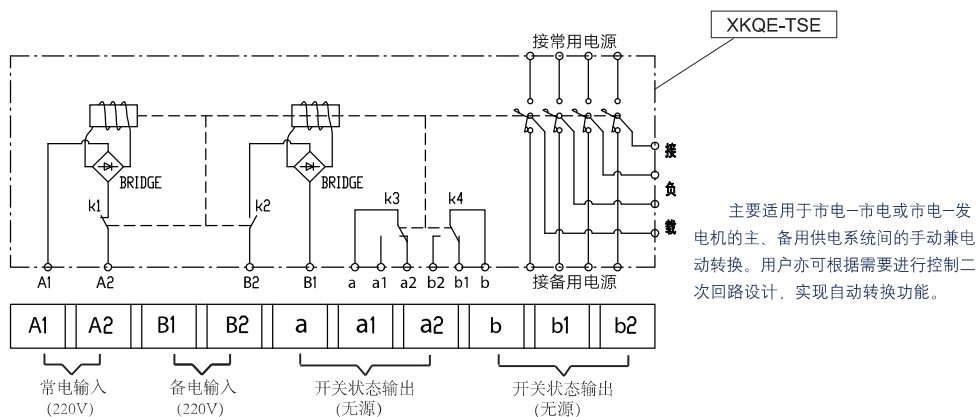 XKQE-TSE
接常用电源
BRIDGE
BRIDGE
k1
k2
k3
k4
接
负
载
A1 A2 B2 B1 a a1 a2 b2 b1 b
接备用电源
主要适用于市电—市电或市电—发
电机的主、备用供电系统间的手动兼电
动转换。用户亦可根据需要进行控制二
次回路设计，实现自动转换功能。
A1 A2 B1 B2 a a1 a2 b b1 b2
常电输入 备电输入 开关状态输出 开关状态输出
(220V) (220V) (无源) (无源)